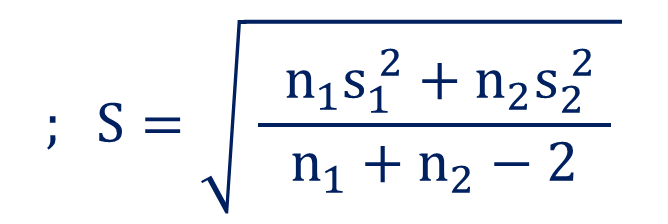 ; S = √((n₁s₁² + n₂s₂²)/(n₁ + n₂ − 2))